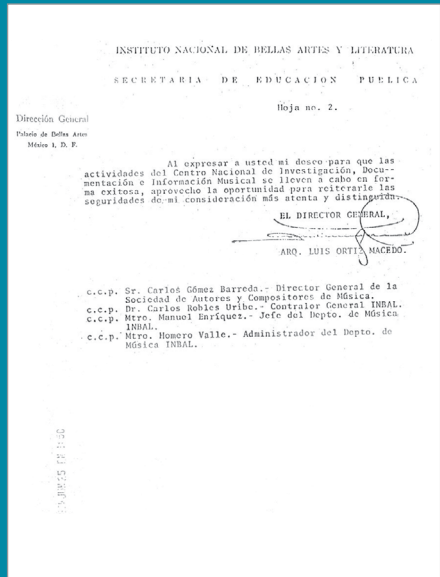 INSTITUTO NACIONAL DE BELLAS ARTES Y LITERATURA
SECRETARIA DE EDUCACION PUBLICA
Hoja no. 2.
Dirección General
Palacio de Bellas Artes
México 1, D. F.
Al expresar a usted mi deseo para que las
actividades del Centro Nacional de Investigación, Docu--
mentación e Información Musical se lleven a cabo en for-
ma exitosa, aprovecho la oportunidad para reiterarle las
seguridades de mi consideración más atenta y distinguida.
EL DIRECTOR GENERAL,
ARQ. LUIS ORTIZ MACEDO.
c.c.p. Sr. Carlos Gómez Barreda.- Director General de la
Sociedad de Autores y Compositores de Música.
c.c.p. Dr. Carlos Robles Uribe.- Contralor General INBAL.
c.c.p. Mtro. Manuel Enríquez.- Jefe del Depto. de Música
INBAL.
c.c.p. Mtro. Homero Valle.- Administrador del Depto. de
Música INBAL.